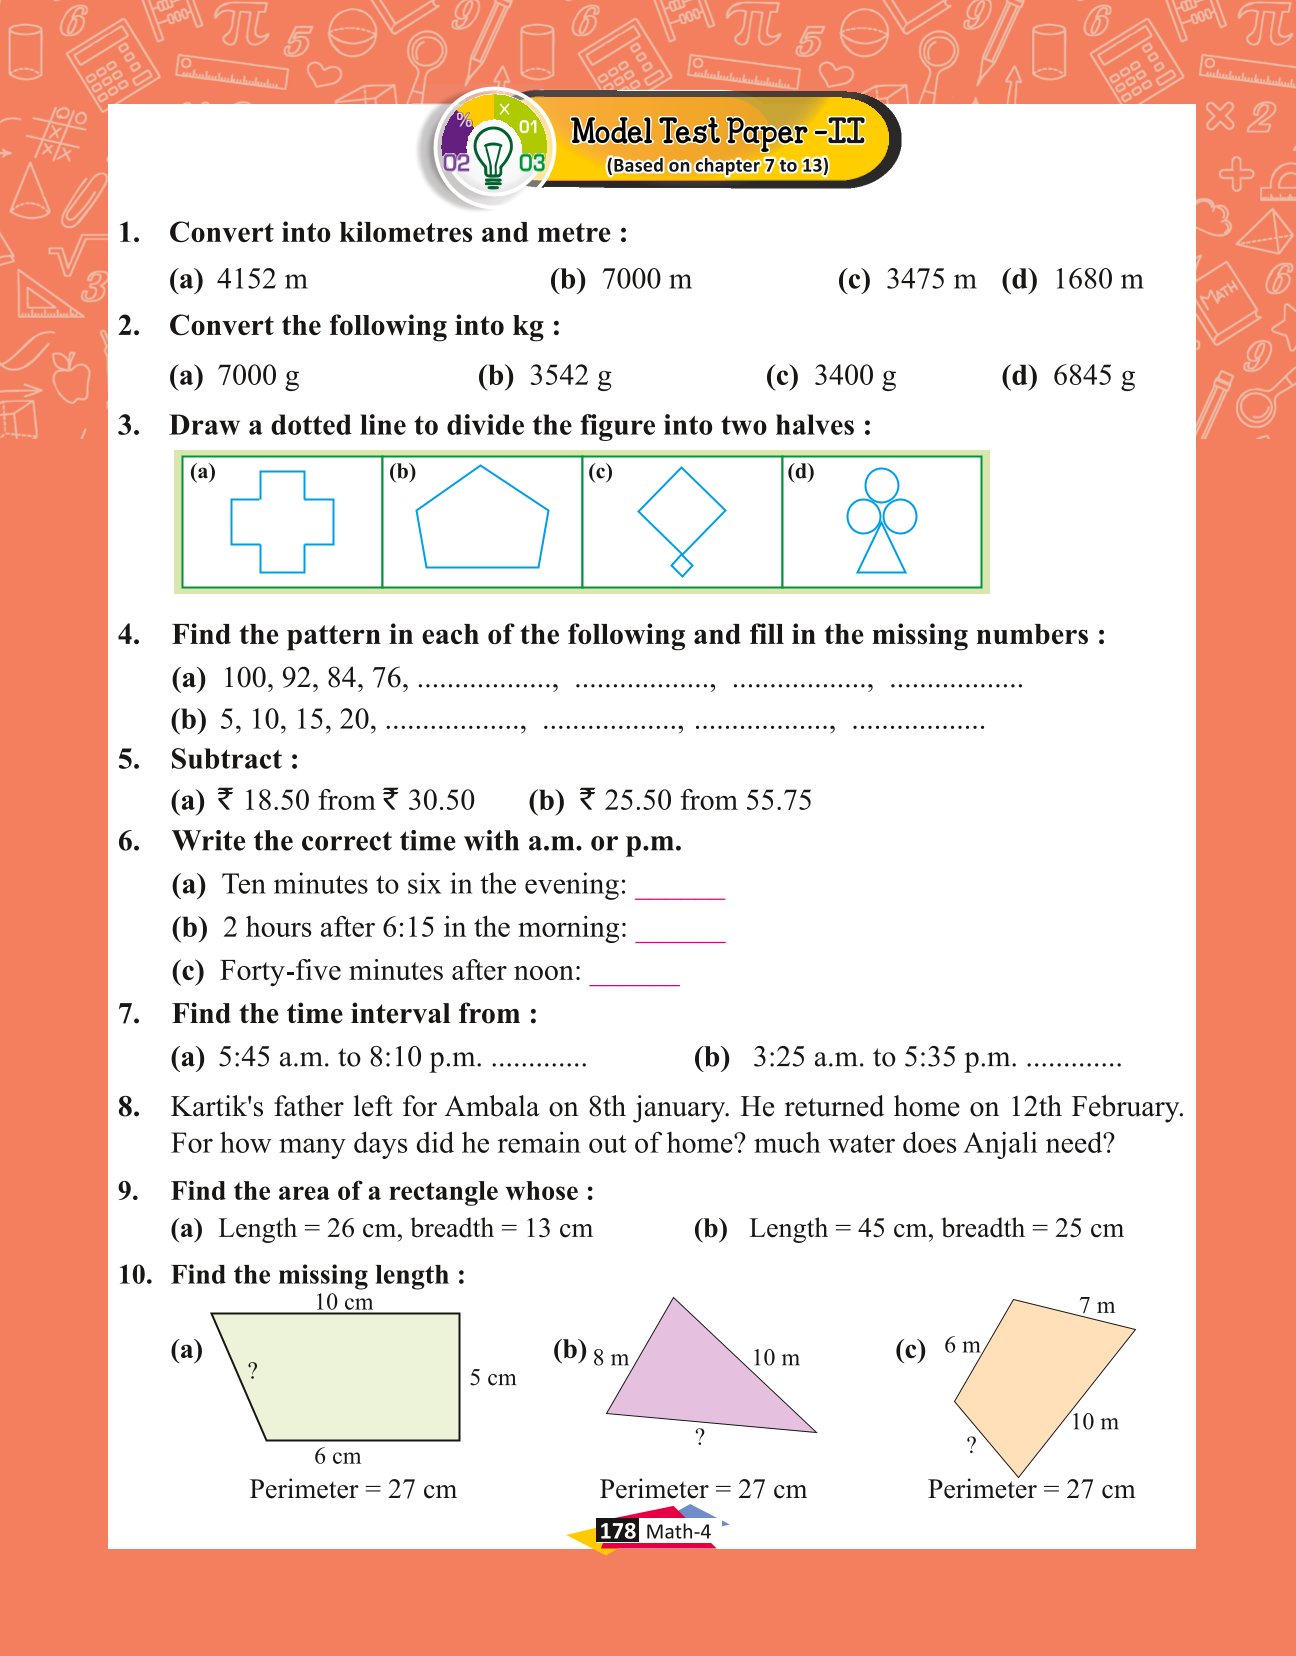 % × 01 02 03
Model Test Paper -II
(Based on chapter 7 to 13)
1. Convert into kilometres and metre :
(a) 4152 m (b) 7000 m (c) 3475 m (d) 1680 m
2. Convert the following into kg :
(a) 7000 g (b) 3542 g (c) 3400 g (d) 6845 g
3. Draw a dotted line to divide the figure into two halves :
(a) (b) (c) (d)
4. Find the pattern in each of the following and fill in the missing numbers :
(a) 100, 92, 84, 76, .................., .................., .................., ..................
(b) 5, 10, 15, 20, .................., .................., .................., ..................
5. Subtract :
(a) ₹ 18.50 from ₹ 30.50 (b) ₹ 25.50 from 55.75
6. Write the correct time with a.m. or p.m.
(a) Ten minutes to six in the evening: ______
(b) 2 hours after 6:15 in the morning: ______
(c) Forty-five minutes after noon: ______
7. Find the time interval from :
(a) 5:45 a.m. to 8:10 p.m. ............. (b) 3:25 a.m. to 5:35 p.m. .............
8. Kartik's father left for Ambala on 8th january. He returned home on 12th February.
For how many days did he remain out of home? much water does Anjali need?
9. Find the area of a rectangle whose :
(a) Length = 26 cm, breadth = 13 cm (b) Length = 45 cm, breadth = 25 cm
10. Find the missing length :
(a) 10 cm ? 5 cm 6 cm
Perimeter = 27 cm
(b) 8 m 10 m ?
Perimeter = 27 cm
(c) 6 m 7 m 10 m ?
Perimeter = 27 cm
178 Math-4